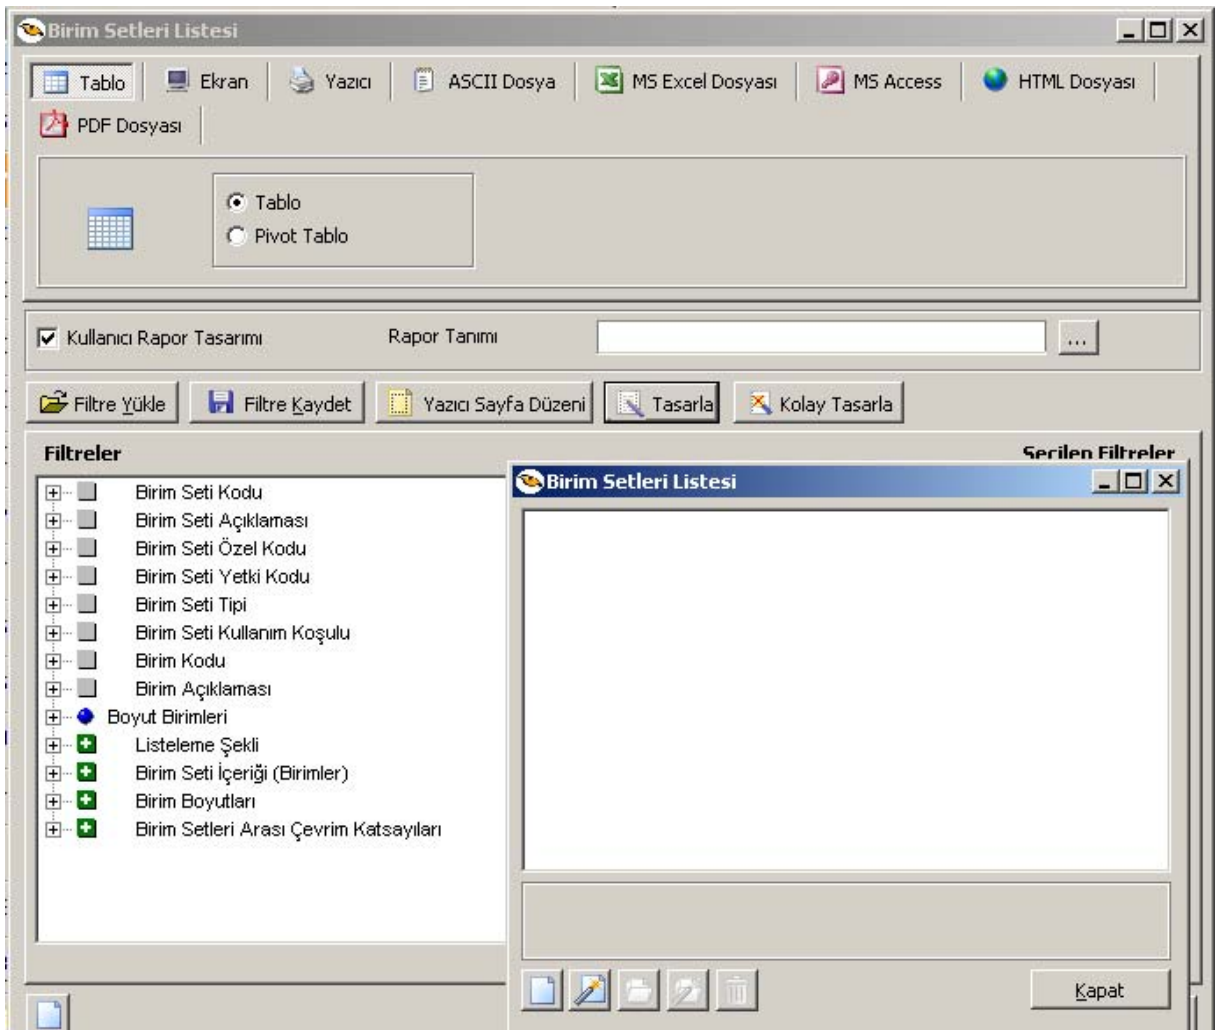 Birim Setleri Listesi
Tablo Ekran Yazıcı ASCII Dosya MS Excel Dosyası MS Access HTML Dosyası
PDF Dosyası
Tablo
Pivot Tablo
Kullanıcı Rapor Tasarımı Rapor Tanımı ...
Filtre Yükle Filtre Kaydet Yazıcı Sayfa Düzeni Tasarla Kolay Tasarla
Filtreler Seçilen Filtreler
Birim Seti Kodu
Birim Seti Açıklaması
Birim Seti Özel Kodu
Birim Seti Yetki Kodu
Birim Seti Tipi
Birim Seti Kullanım Koşulu
Birim Kodu
Birim Açıklaması
Boyut Birimleri
Listeleme Şekli
Birim Seti İçeriği (Birimler)
Birim Boyutları
Birim Setleri Arası Çevrim Katsayıları
Birim Setleri Listesi
Kapat